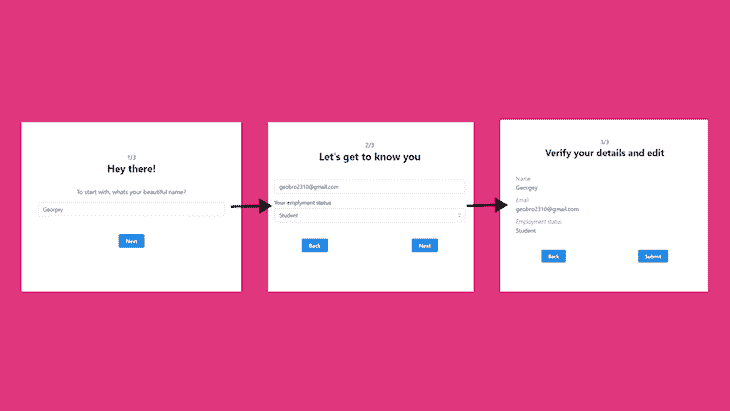 1/3
Hey there!
To start with, whats your beautiful name?
Georgey
Next
2/3
Let's get to know you
geobro2310@gmail.com
Your emplyment status
Student
Back
Next
3/3
Verify your details and edit
Name
Georgey
Email
geobro2310@gmail.com
Employment status
Student
Back
Submit